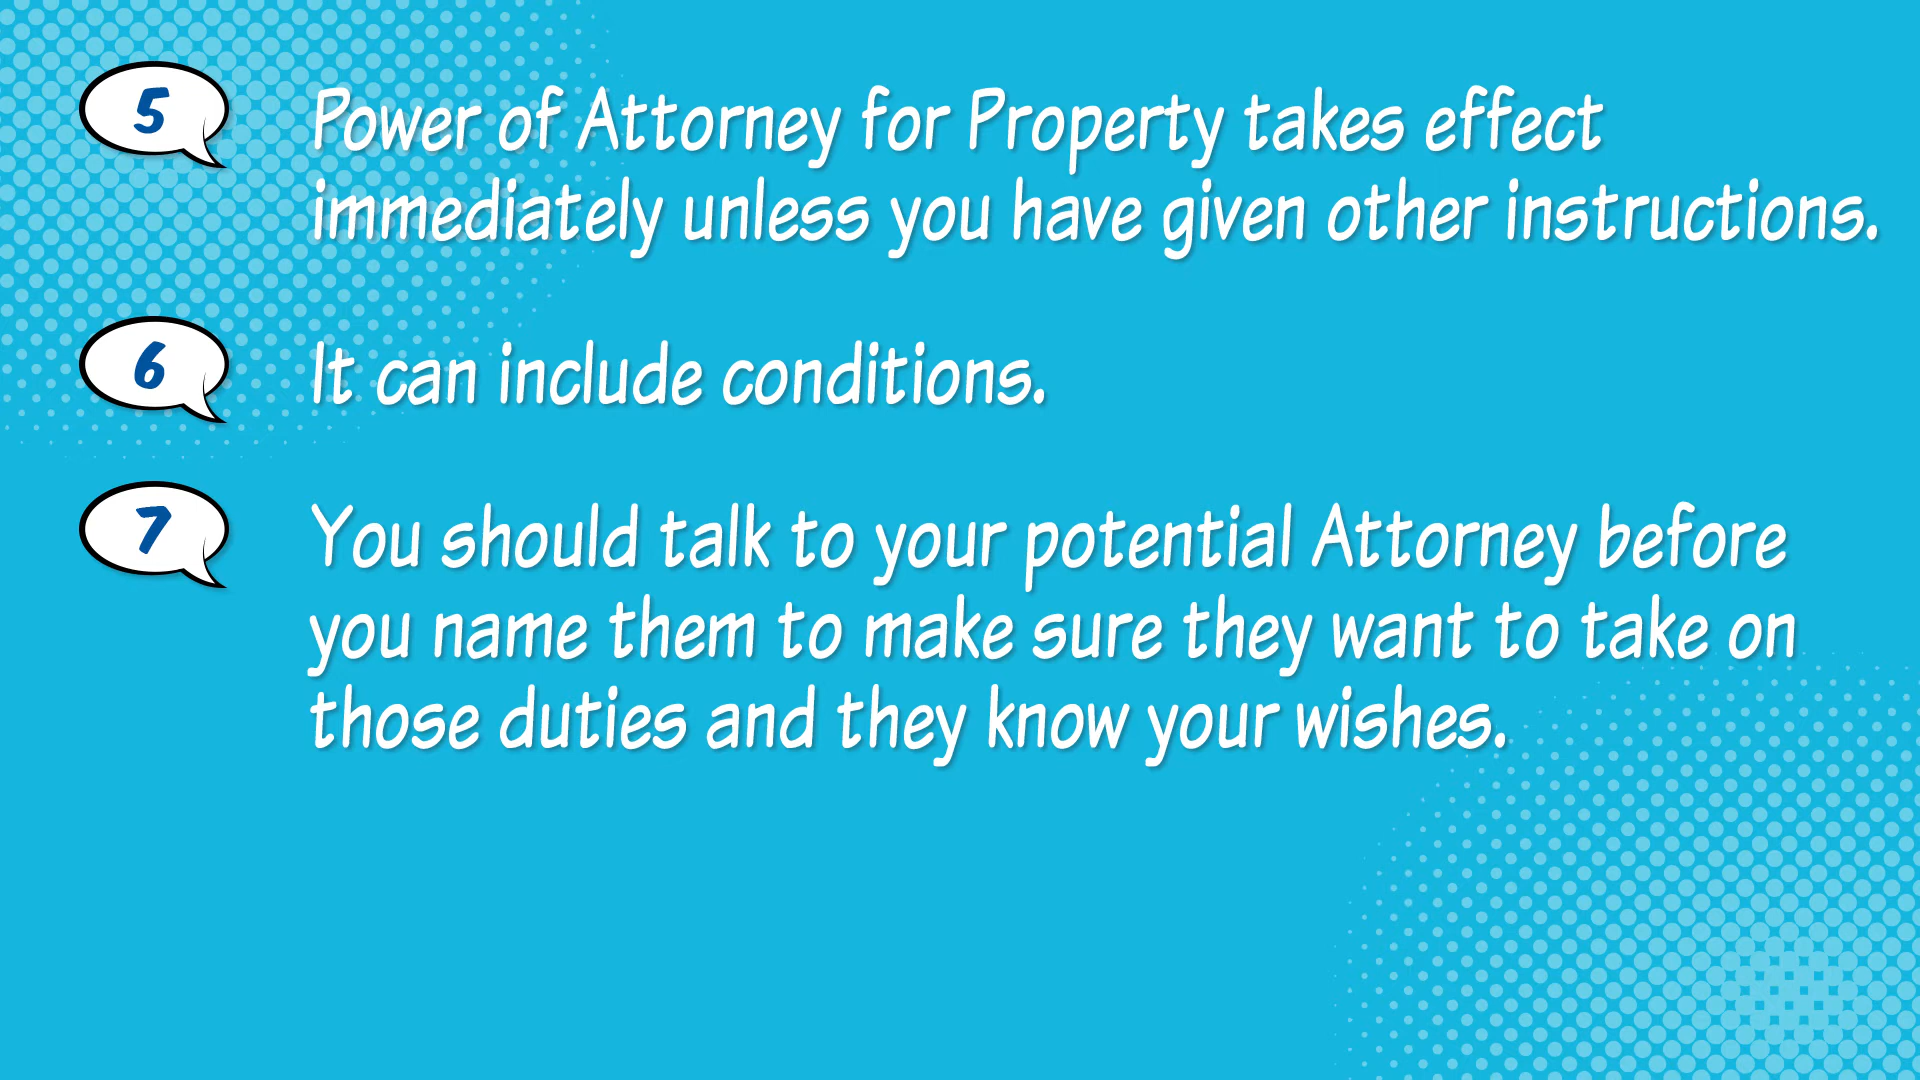 5 Power of Attorney for Property takes effect
immediately unless you have given other instructions.
6 It can include conditions.
7 You should talk to your potential Attorney before
you name them to make sure they want to take on
those duties and they know your wishes.